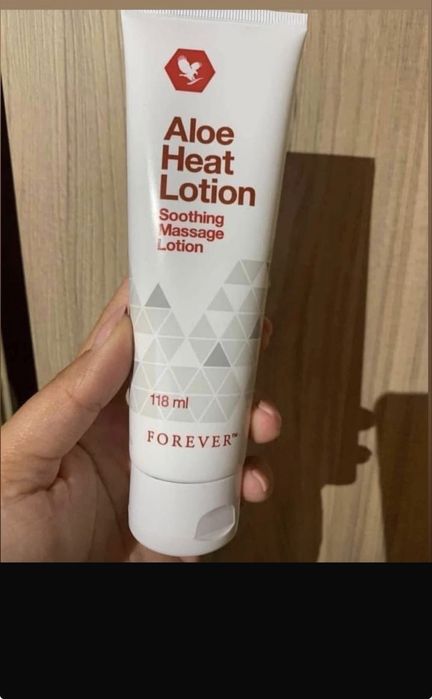 Aloe
Heat
Lotion
Soothing
Massage
Lotion
118 ml
FOREVER™